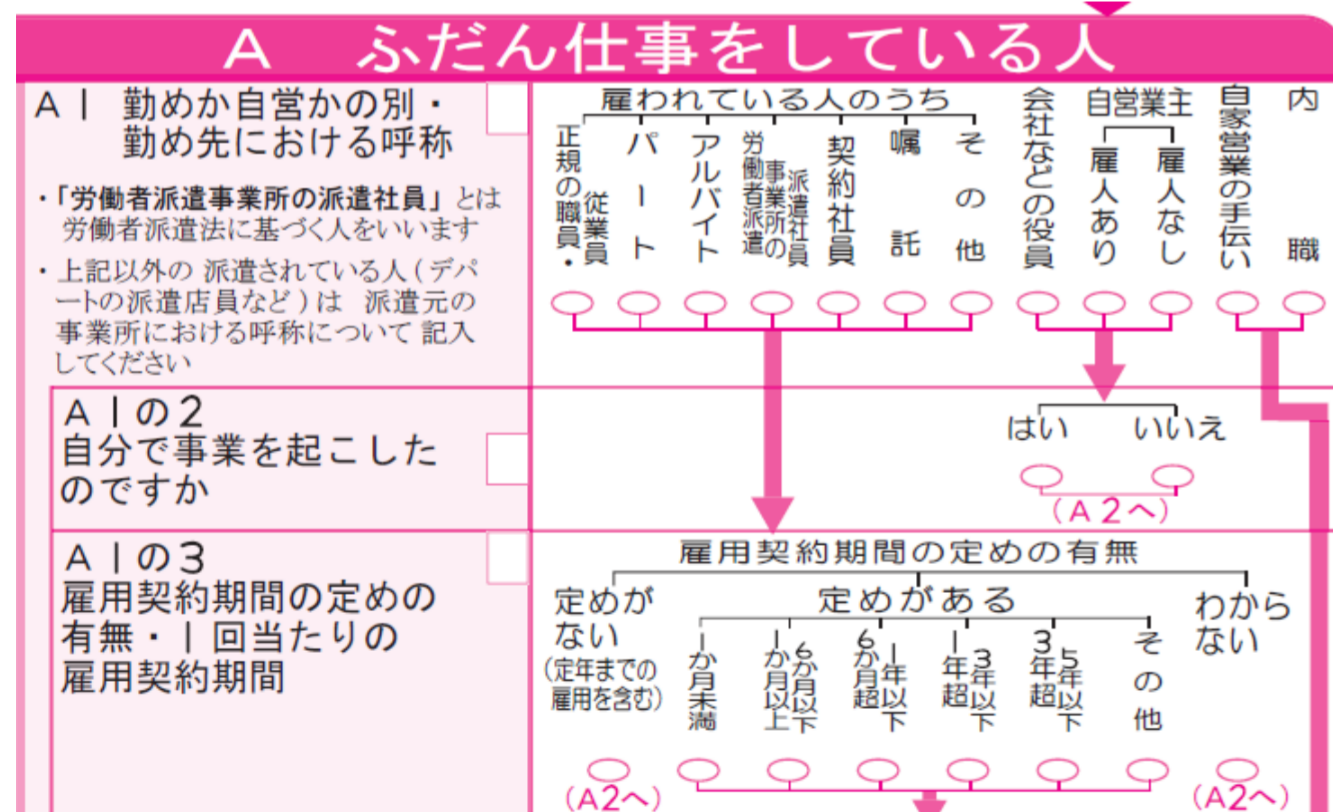 A ふだん仕事をしている人
A1 勤めか自営かの別・
勤め先における呼称
・「労働者派遣事業所の派遣社員」とは
労働者派遣法に基づく人をいいます
・上記以外の 派遣されている人(デパ
ートの派遣店員など)は 派遣元の
事業所における呼称について 記入
してください
雇われている人のうち
正規の職員・
従業員
パート
アルバイト
労働者派遣
事業所の
派遣社員
契約社員
嘱託
その他
会社などの役員
自営業主
雇人あり
雇人なし
自家営業の手伝い
内職
A1の2
自分で事業を起こした
のですか
はい
いいえ
(A2へ)
A1の3
雇用契約期間の定めの
有無・1回当たりの
雇用契約期間
雇用契約期間の定めの有無
定めが
ない
(定年までの
雇用を含む)
(A2へ)
定めがある
1か月未満
1か月以上
6か月以下
6か月超
1年以下
1年超
3年以下
3年超
5年以下
その他
わから
ない
(A2へ)